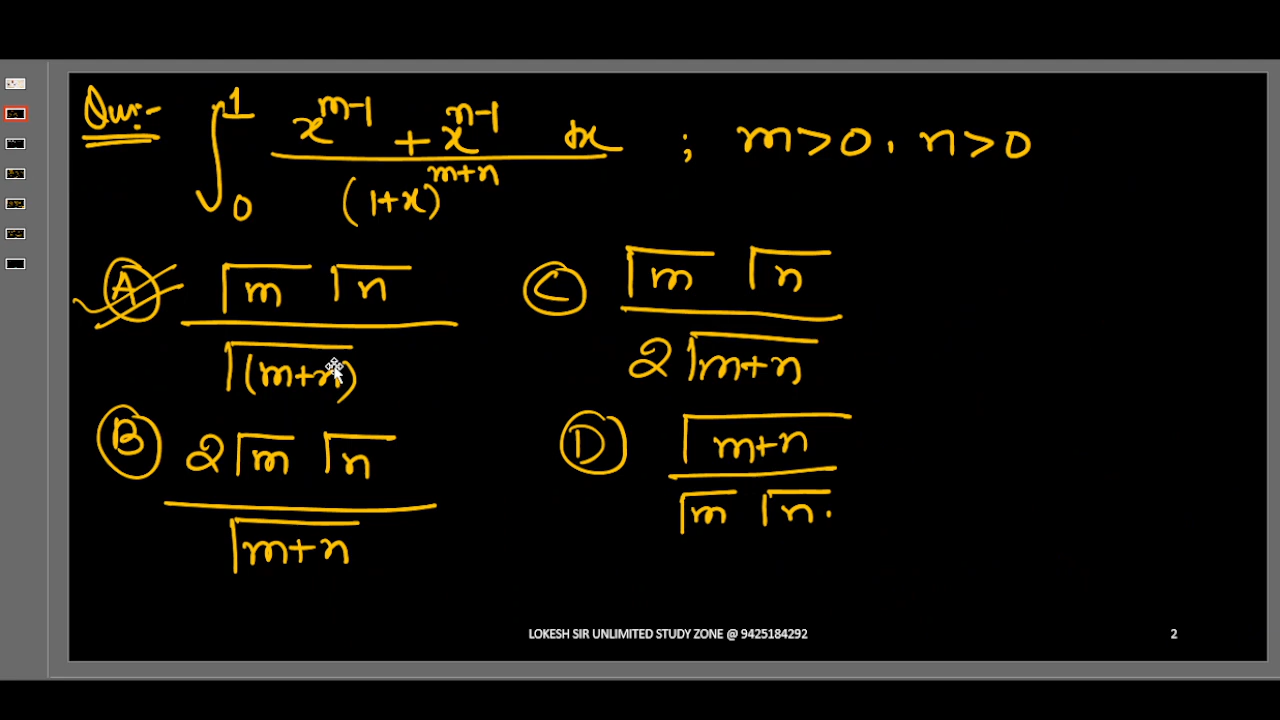 Que:- ∫₀¹ x^{m-1} + x^{n-1} dx / (1+x)^{m+n} ; m>0, n>0
(A) Γm Γn / Γ(m+n)
(B) 2Γm Γn / Γm+n
(C) Γm Γn / 2Γm+n
(D) Γm+n / Γm Γn.
LOKESH SIR UNLIMITED STUDY ZONE @ 9425184292
2